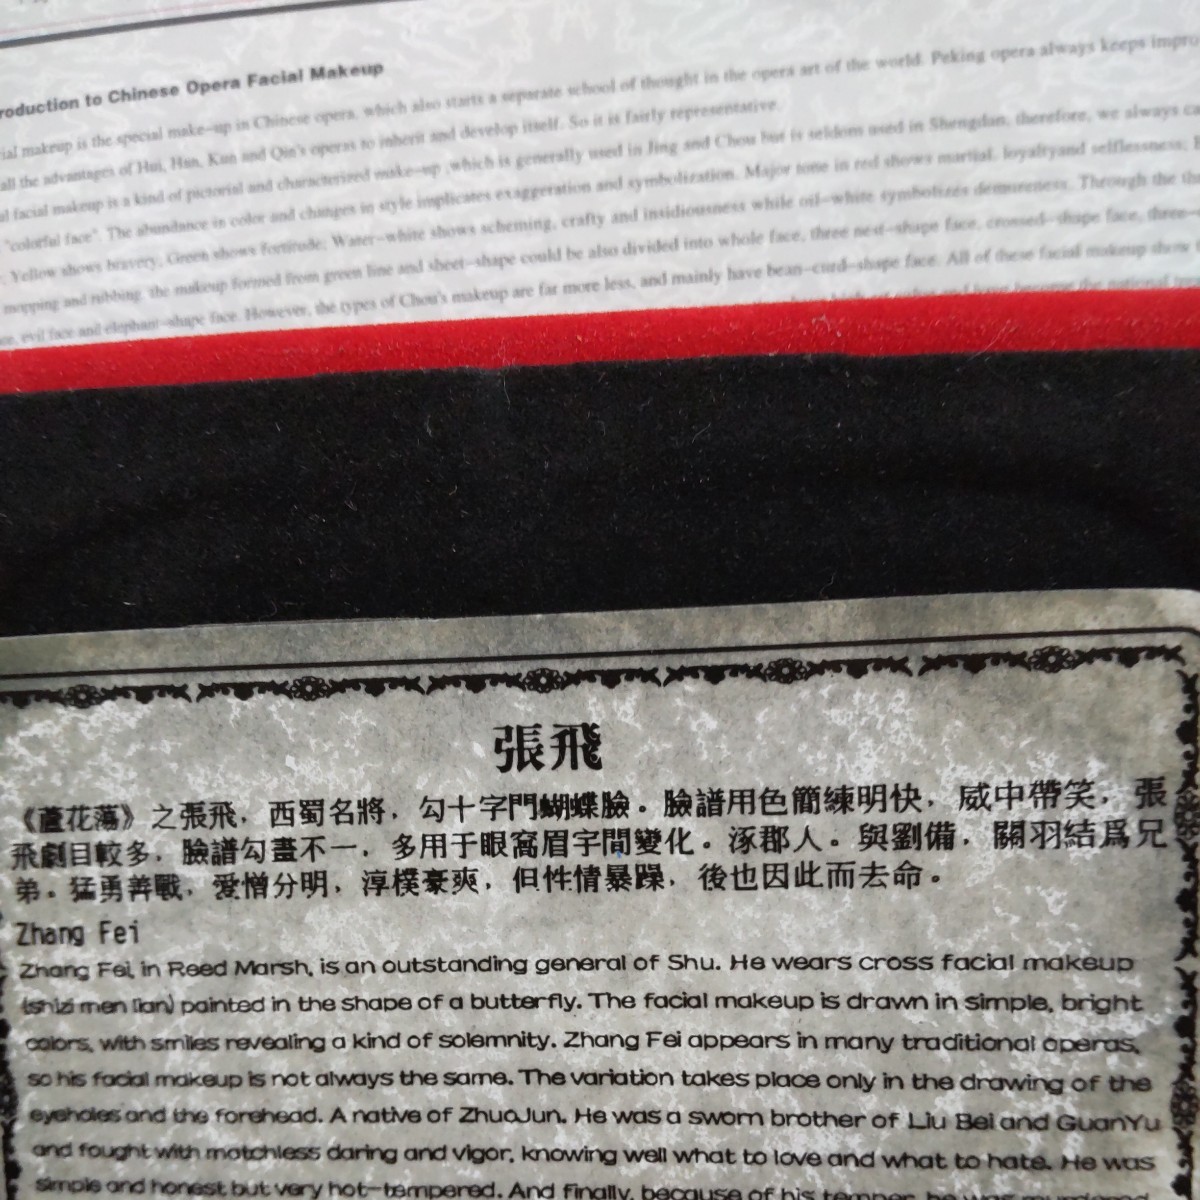 roduction to Chinese Opera Facial Makeup
ial makeup is the special make-up in Chinese opera, which also starts a separate school of thought in the opera art of the world. Peking opera always keeps impro
all the advantages of Hui, Han, Kun and Qin's operas to inherit and develop itself. So it is fairly representative.
al facial makeup is a kind of pictorial and characterized make-up ,which is generally used in Jing and Chou but is seldom used in Shengdan, therefore, we always ca
"colorful face". The abundance in color and changes in style implicates exaggeration and symbolization. Major tone in red shows martial, loyaltyand selflessness;
: Yellow shows bravery; Green shows fortitude; Water-white shows scheming, crafty and insidiousness while oil-white symbolizes demureness. Through the th
mopping and rubbing, the makeup formed from green line and sheet-shape could be also divided into whole face, three nest-shape face, crossed-shape face, three-
ce, evil face and elephant-shape face. However, the types of Chou's makeup are far more less, and mainly have bean-curd-shape face. All of these facial makeup show
張飛
《蘆花蕩》之張飛，西蜀名將，勾十字門蝴蝶臉。臉譜用色簡練明快，威中帶笑，張
飛劇目較多，臉譜勾畫不一，多用于眼窩眉宇間變化。涿郡人。與劉備，關羽結爲兄
弟。猛勇善戰，愛憎分明，淳樸豪爽，但性情暴躁，後也因此而去命。
Zhang Fei
Zhang Fei, in Reed Marsh, is an outstanding general of Shu. He wears cross facial makeup
(shizi men lian) painted in the shape of a butterfly. The facial makeup is drawn in simple, bright
colors, with smiles revealing a kind of solemnity. Zhang Fei appears in many traditional operas,
so his facial makeup is not always the same. The variation takes place only in the drawing of the
eyeholes and the forehead. A native of ZhuoJun. He was a sworn brother of Liu Bei and GuanYu
and fought with matchless daring and vigor, knowing well what to love and what to hate. He was
simple and honest but very hot-tempered. And finally, because of his temper, he